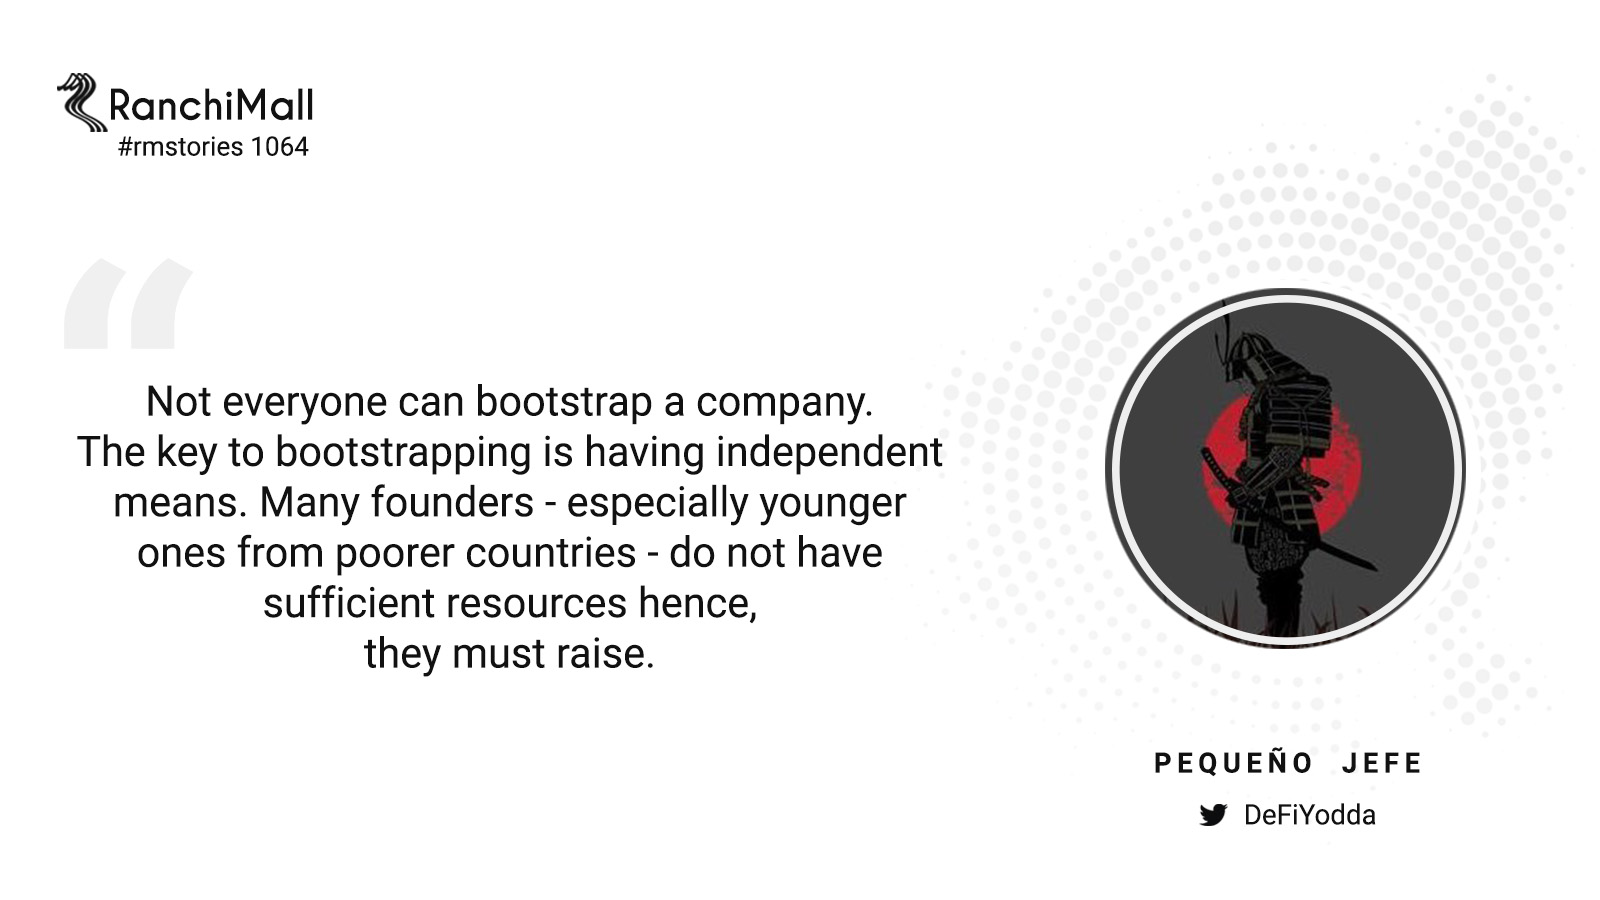 RanchiMall
#rmstories 1064
“
Not everyone can bootstrap a company.
The key to bootstrapping is having independent
means. Many founders - especially younger
ones from poorer countries - do not have
sufficient resources hence,
they must raise.
PEQUEÑO JEFE
DeFiYodda